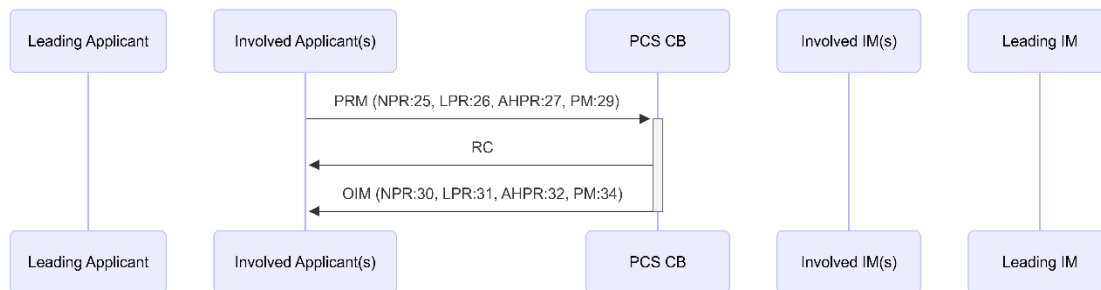 Leading Applicant
Involved Applicant(s)
PCS CB
Involved IM(s)
Leading IM
PRM (NPR:25, LPR:26, AHPR:27, PM:29)
RC
OIM (NPR:30, LPR:31, AHPR:32, PM:34)
Leading Applicant
Involved Applicant(s)
PCS CB
Involved IM(s)
Leading IM